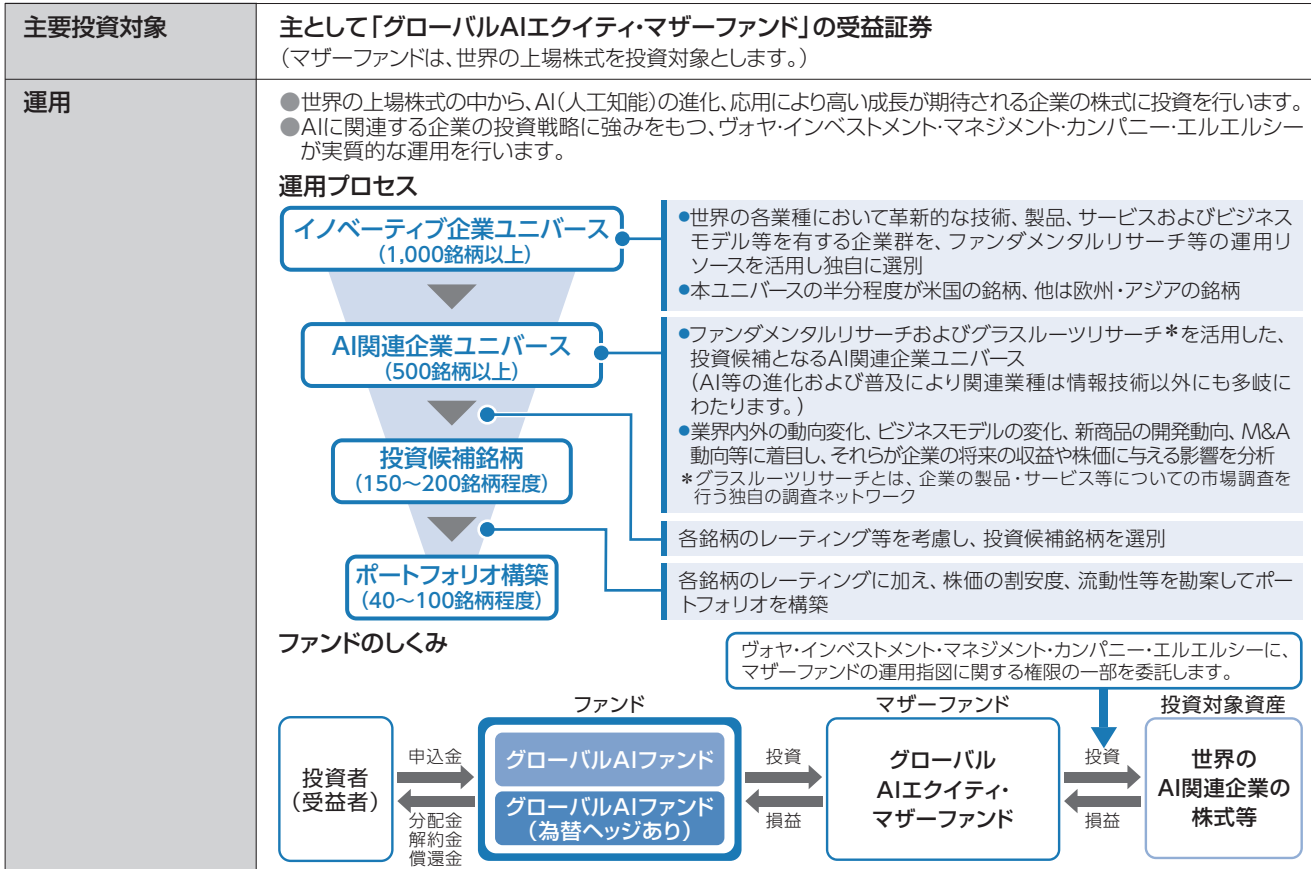 主要投資対象
主として「グローバルAIエクイティ・マザーファンド」の受益証券
（マザーファンドは、世界の上場株式を投資対象とします。）
運用
●世界の上場株式の中から、AI（人工知能）の進化、応用により高い成長が期待される企業の株式に投資を行います。
●AIに関連する企業の投資戦略に強みをもつ、ヴォヤ・インベストメント・マネジメント・カンパニー・エルエルシー
が実質的な運用を行います。
運用プロセス
イノベーティブ企業ユニバース
（1,000銘柄以上）
●世界の各業種において革新的な技術、製品、サービスおよびビジネス
モデル等を有する企業群を、ファンダメンタルリサーチ等の運用リ
ソースを活用し独自に選別
●本ユニバースの半分程度が米国の銘柄、他は欧州・アジアの銘柄
AI関連企業ユニバース
（500銘柄以上）
●ファンダメンタルリサーチおよびグラスルーツリサーチ＊を活用した、
投資候補となるAI関連企業ユニバース
（AI等の進化および普及により関連業種は情報技術以外にも多岐に
わたります。）
●業界内外の動向変化、ビジネスモデルの変化、新商品の開発動向、M&A
動向等に着目し、それらが企業の将来の収益や株価に与える影響を分析
＊グラスルーツリサーチとは、企業の製品・サービス等についての市場調査を
行う独自の調査ネットワーク
投資候補銘柄
（150～200銘柄程度）
各銘柄のレーティング等を考慮し、投資候補銘柄を選別
ポートフォリオ構築
（40～100銘柄程度）
各銘柄のレーティングに加え、株価の割安度、流動性等を勘案してポー
トフォリオを構築
ファンドのしくみ
ヴォヤ・インベストメント・マネジメント・カンパニー・エルエルシーに、
マザーファンドの運用指図に関する権限の一部を委託します。
ファンド
マザーファンド
投資対象資産
投資者
（受益者）
申込金
分配金
解約金
償還金
グローバルAIファンド
グローバルAIファンド
（為替ヘッジあり）
投資
損益
グローバル
AIエクイティ・
マザーファンド
投資
損益
世界の
AI関連企業の
株式等